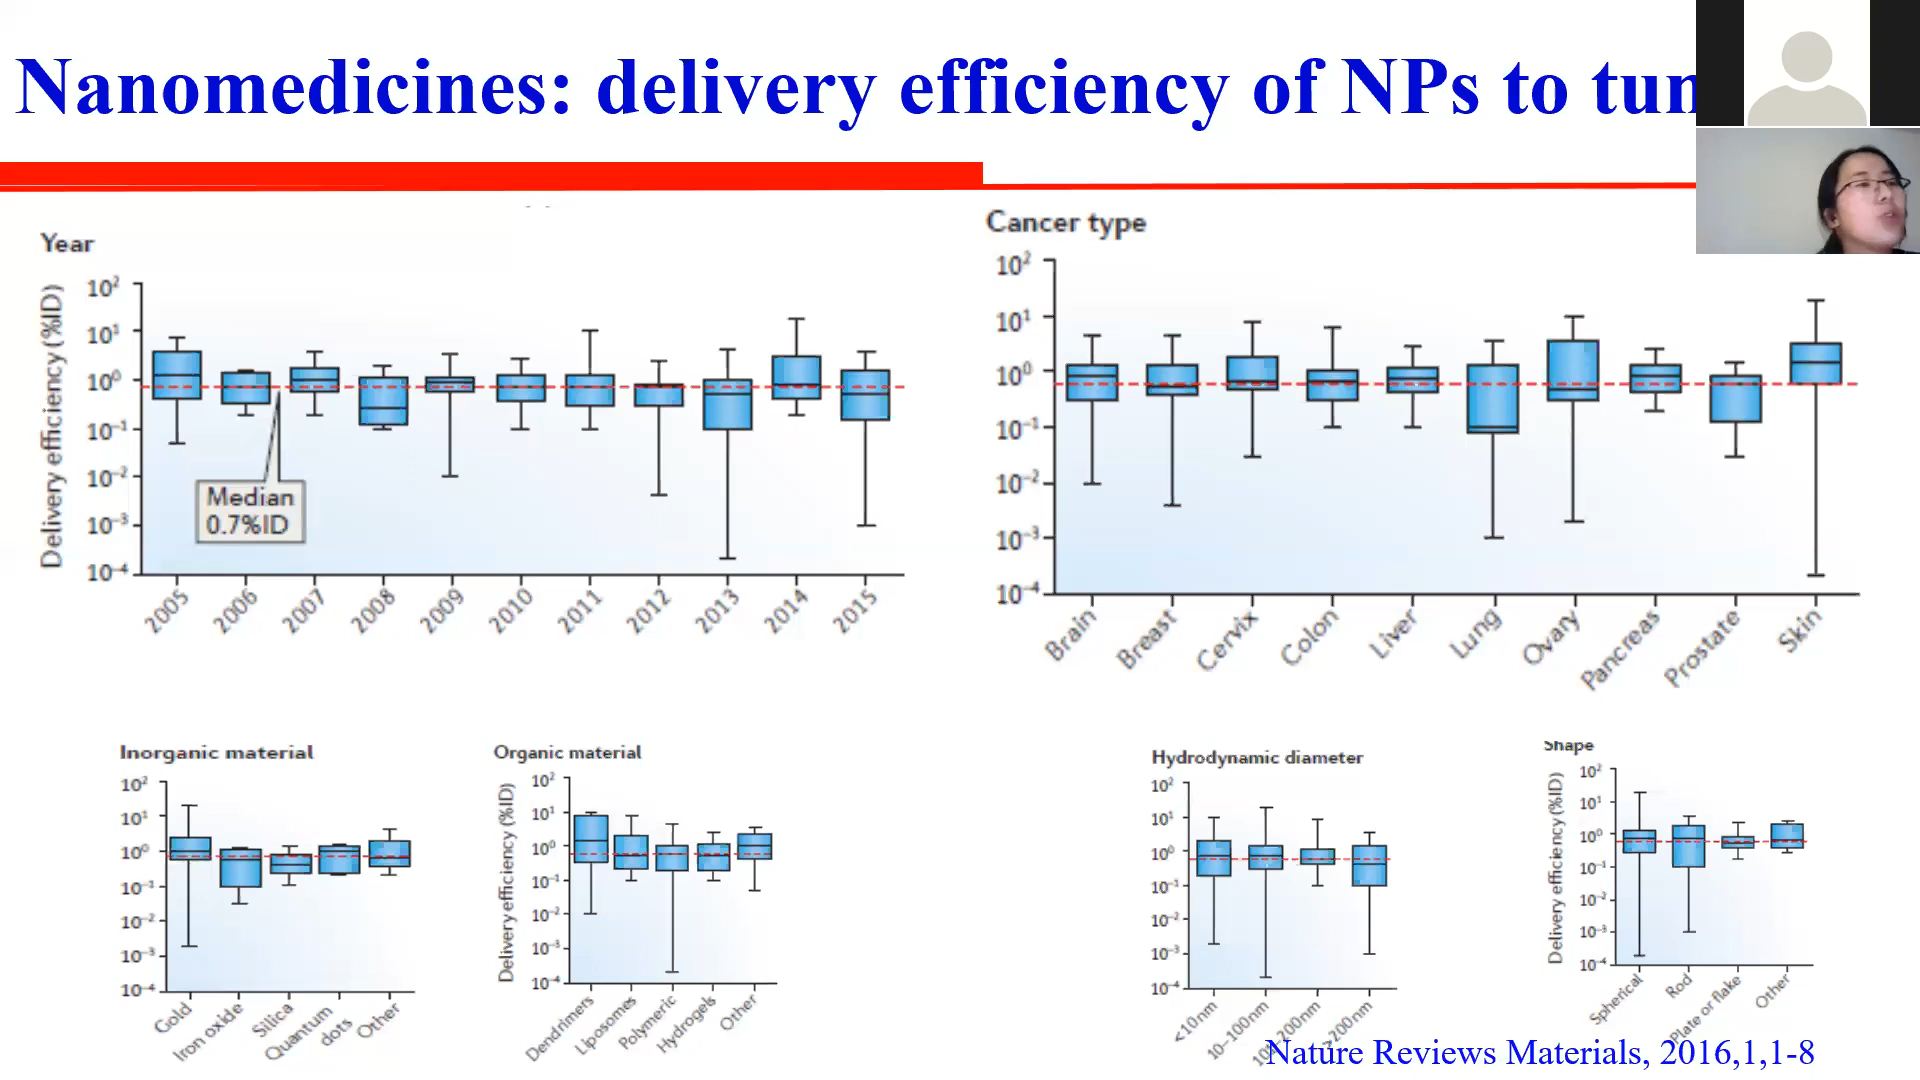 Nanomedicines: delivery efficiency of NPs to tum
Year
Delivery efficiency (%ID)
10²
10¹
10⁰
10⁻¹
10⁻²
10⁻³
10⁻⁴
Median
0.7%ID
2005 2006 2007 2008 2009 2010 2011 2012 2013 2014 2015
Cancer type
10²
10¹
10⁰
10⁻¹
10⁻²
10⁻³
10⁻⁴
Brain Breast Cervix Colon Liver Lung Ovary Pancreas Prostate Skin
Inorganic material
10²
10¹
10⁰
10⁻¹
10⁻²
10⁻³
10⁻⁴
Gold Iron oxide Silica Quantum dots Other
Organic material
Delivery efficiency (%ID)
10²
10¹
10⁰
10⁻¹
10⁻²
10⁻³
10⁻⁴
Dendrimers Liposomes Polymeric Hydrogels Other
Hydrodynamic diameter
10²
10¹
10⁰
10⁻¹
10⁻²
10⁻³
10⁻⁴
<10nm 10–100nm >200nm
Shape
Delivery efficiency (%ID)
10²
10¹
10⁰
10⁻¹
10⁻²
10⁻³
10⁻⁴
Spherical Rod Plate or flake Other
Nature Reviews Materials, 2016,1,1-8